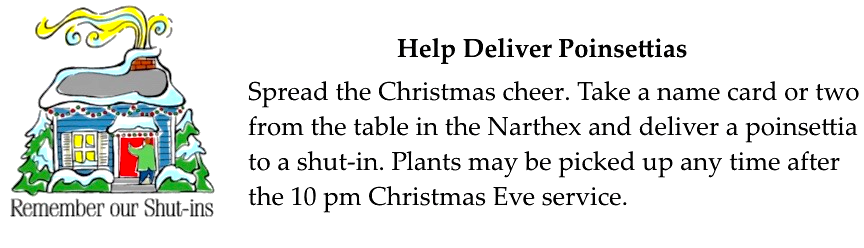 Help Deliver Poinsettias
Spread the Christmas cheer. Take a name card or two
from the table in the Narthex and deliver a poinsettia
to a shut-in. Plants may be picked up any time after
the 10 pm Christmas Eve service.
Remember our Shut-ins